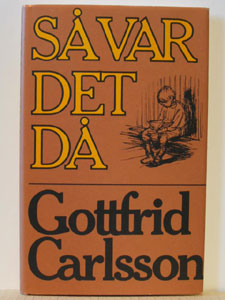 SÅ VAR
DET
DÅ
Gottfrid
Carlsson